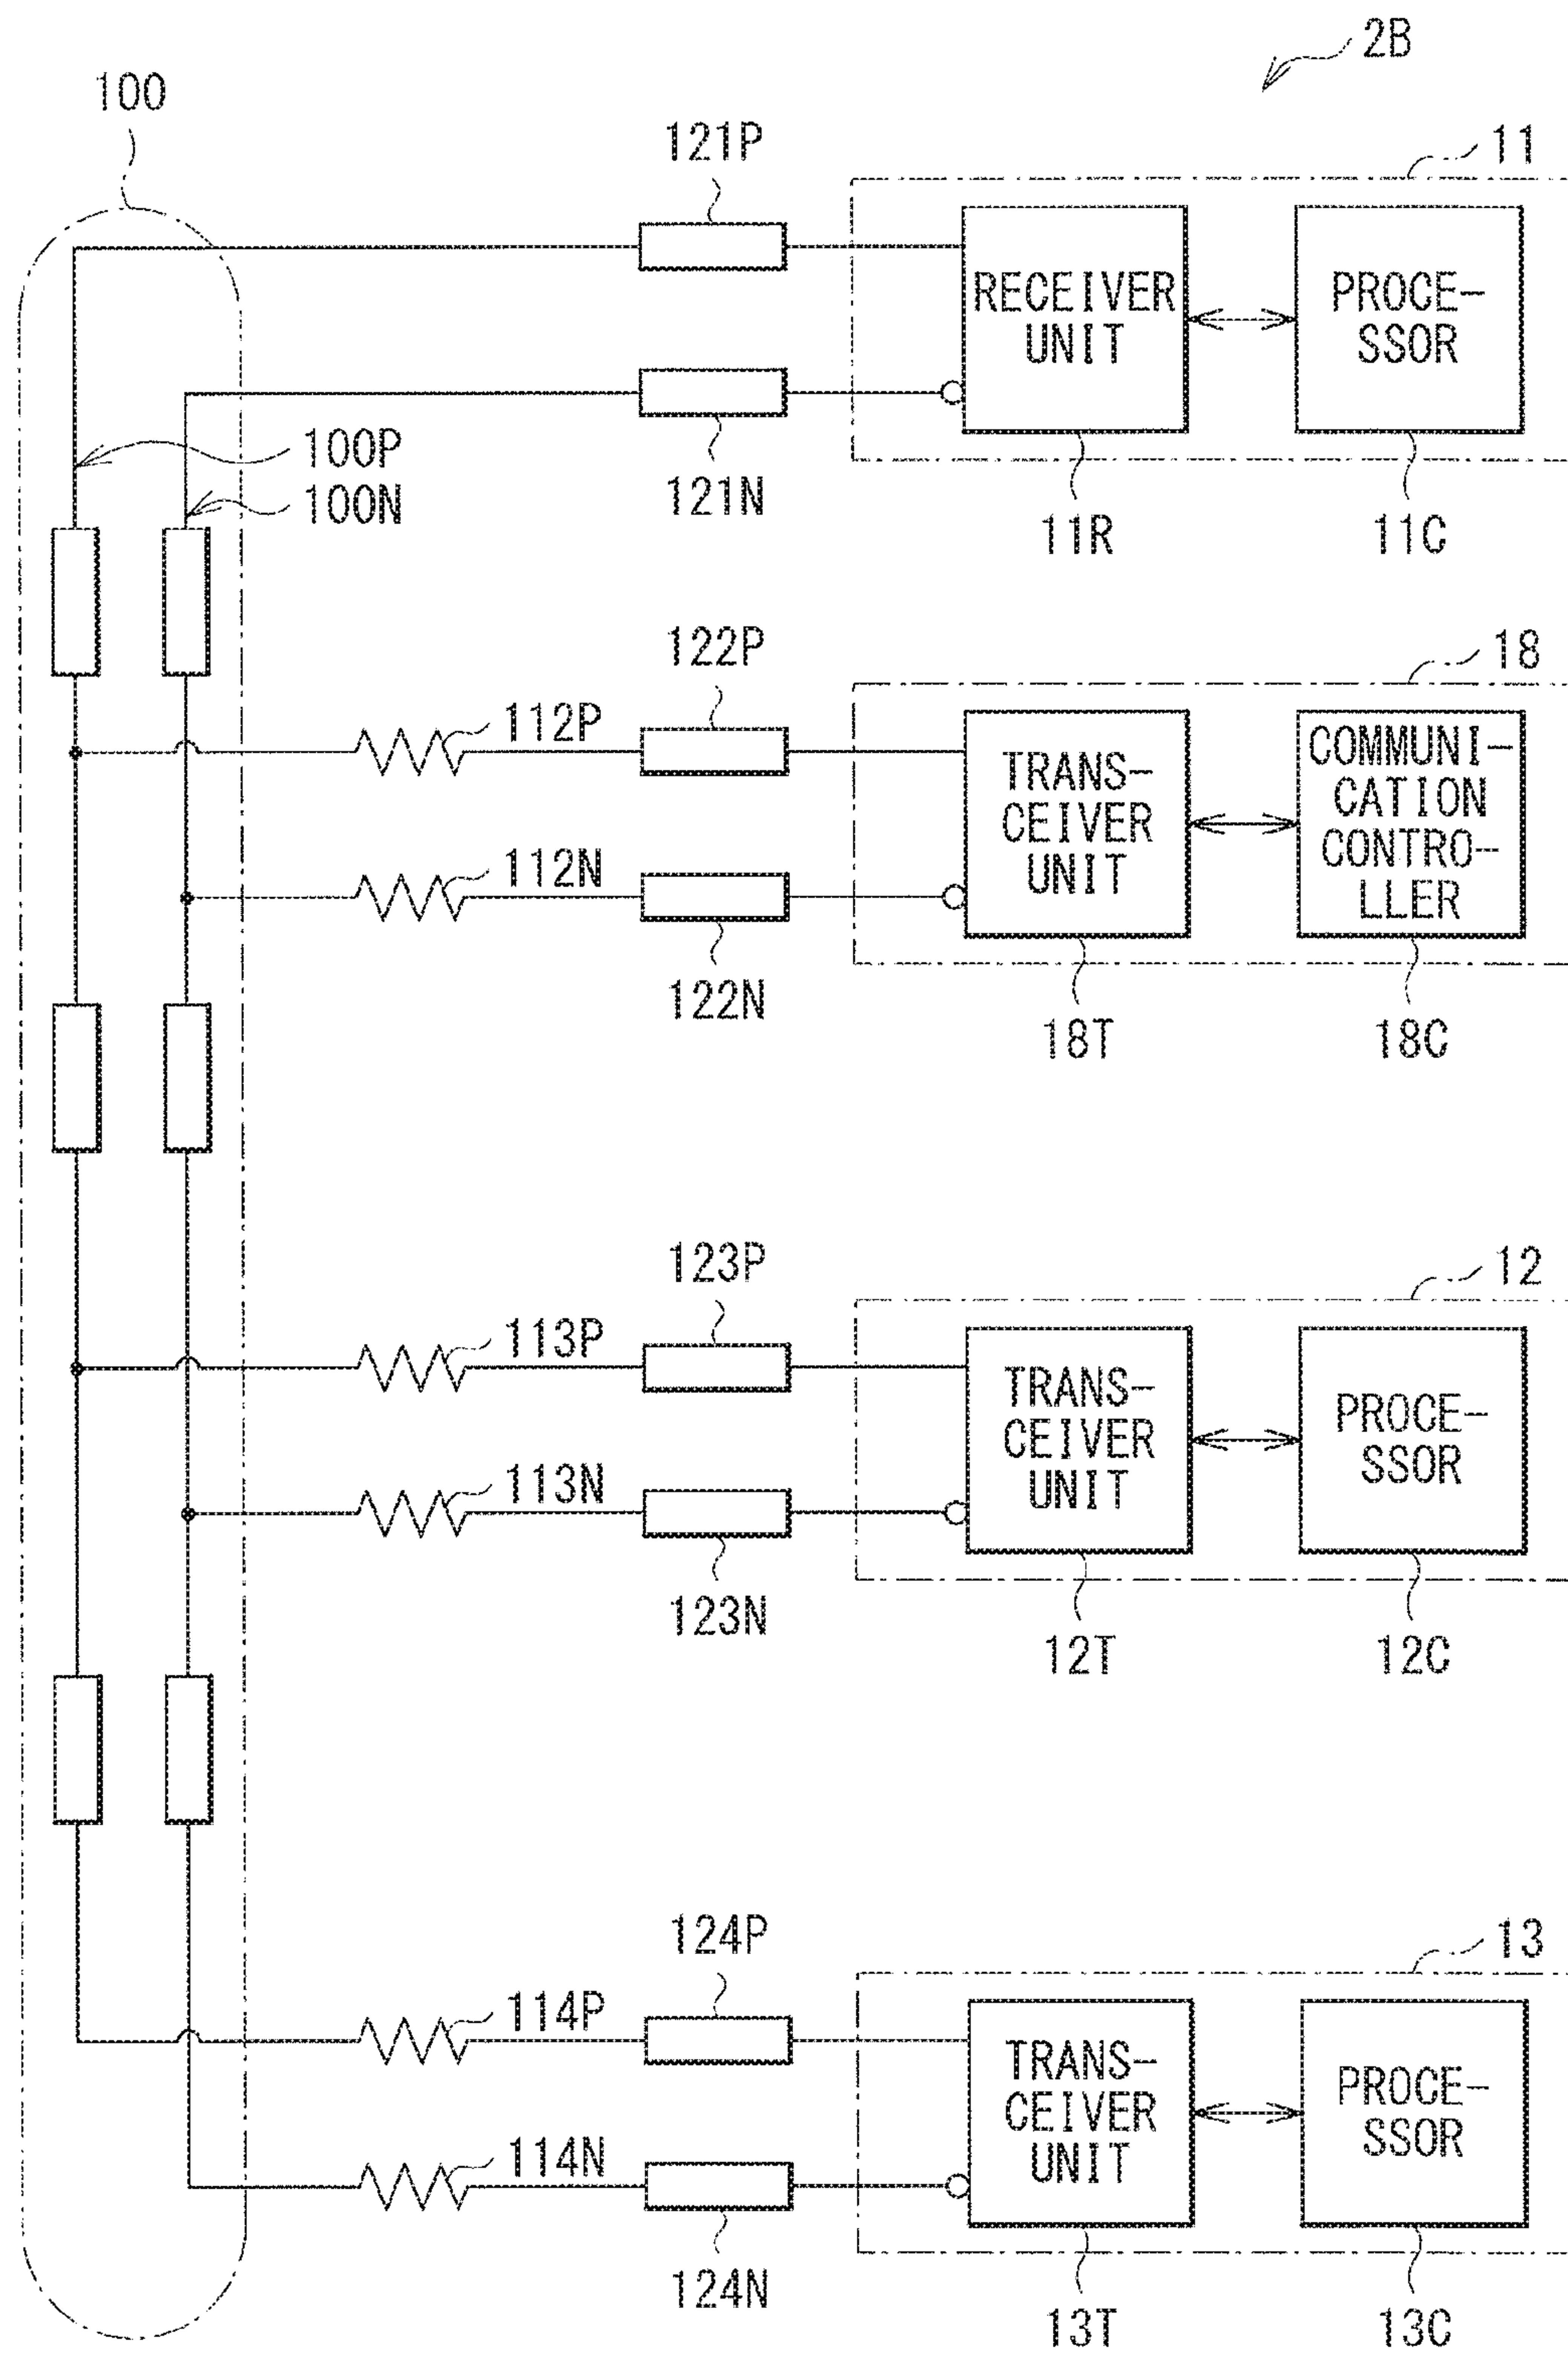 2B
100
121P
11
RECEIVER
UNIT
PROCE-
SSOR
100P
100N
121N
11R
11C
122P
18
112P
TRANS-
CEIVER
UNIT
COMMUNI-
CATION
CONTRO-
LLER
112N
122N
18T
18C
123P
12
113P
TRANS-
CEIVER
UNIT
PROCE-
SSOR
113N
123N
12T
12C
124P
13
114P
TRANS-
CEIVER
UNIT
PROCE-
SSOR
114N
124N
13T
13C